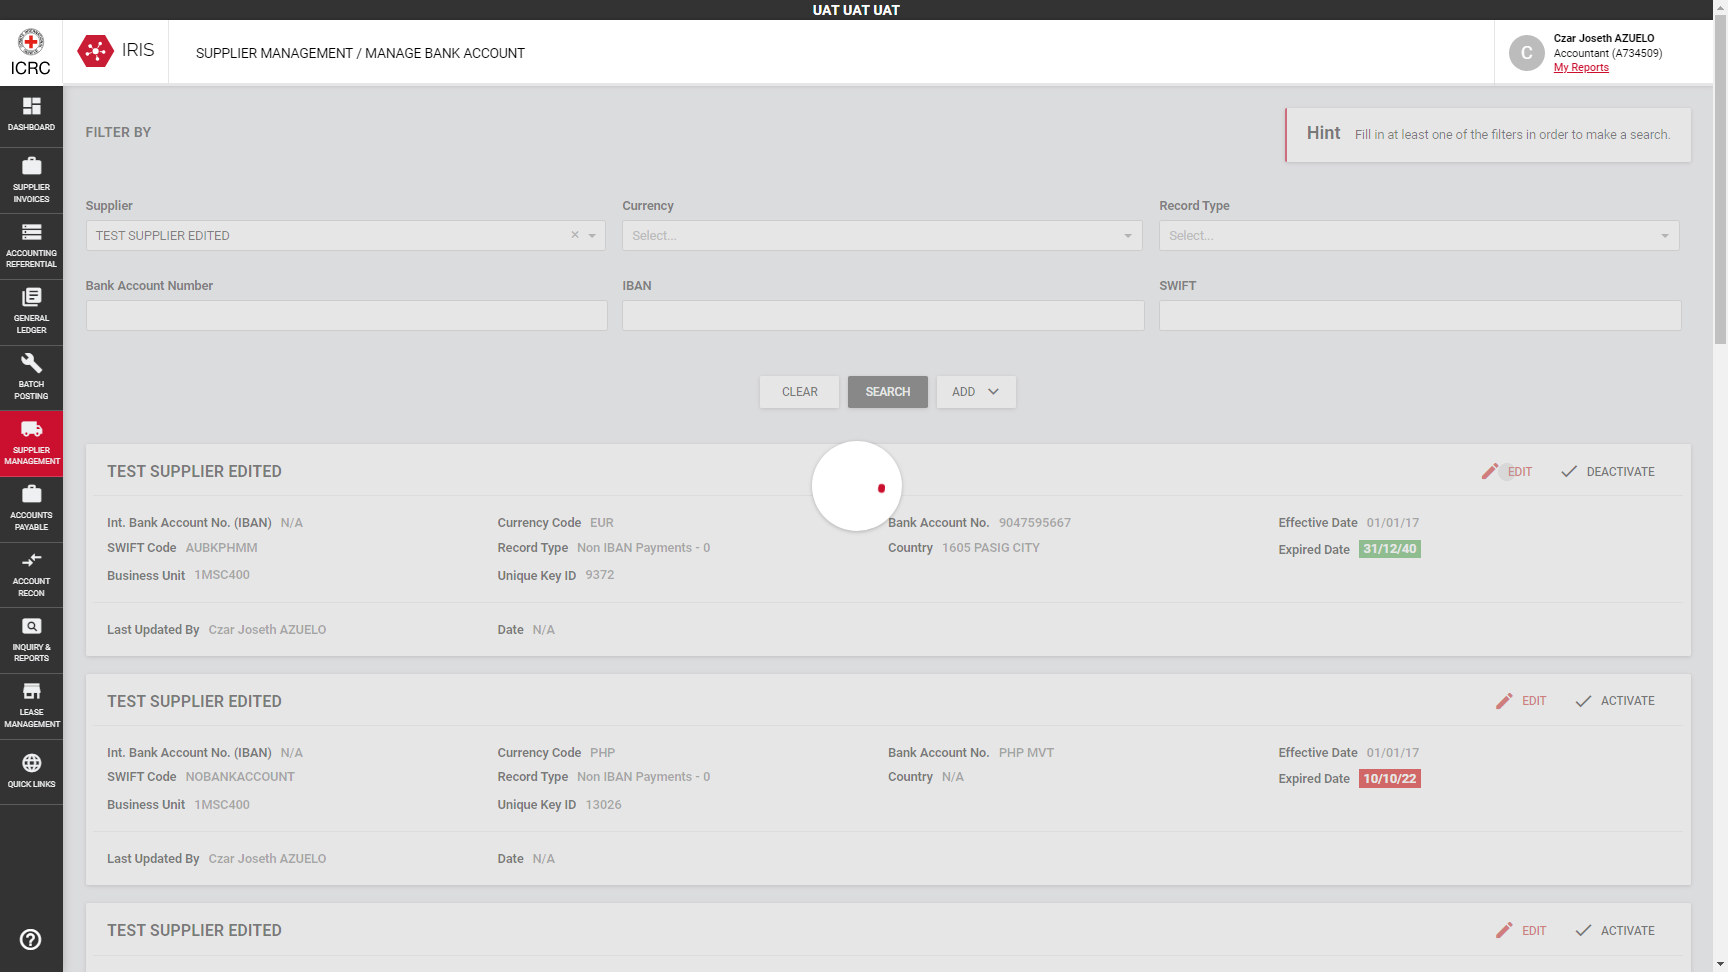 UAT UAT UAT
ICRC
IRIS
SUPPLIER MANAGEMENT / MANAGE BANK ACCOUNT
C
Czar Joseth AZUELO
Accountant (A734509)
My Reports
DASHBOARD
SUPPLIER
INVOICES
ACCOUNTING
REFERENTIAL
GENERAL
LEDGER
BATCH
POSTING
SUPPLIER
MANAGEMENT
ACCOUNTS
PAYABLE
ACCOUNT
RECON
INQUIRY &
REPORTS
LEASE
MANAGEMENT
QUICK LINKS
FILTER BY
Hint Fill in at least one of the filters in order to make a search.
Supplier Currency Record Type
TEST SUPPLIER EDITED × Select... Select...
Bank Account Number IBAN SWIFT
CLEAR SEARCH ADD
TEST SUPPLIER EDITED EDIT DEACTIVATE
Int. Bank Account No. (IBAN) N/A Currency Code EUR Bank Account No. 9047595667 Effective Date 01/01/17
SWIFT Code AUBKPHMM Record Type Non IBAN Payments - 0 Country 1605 PASIG CITY Expired Date 31/12/40
Business Unit 1MSC400 Unique Key ID 9372
Last Updated By Czar Joseth AZUELO Date N/A
TEST SUPPLIER EDITED EDIT ACTIVATE
Int. Bank Account No. (IBAN) N/A Currency Code PHP Bank Account No. PHP MVT Effective Date 01/01/17
SWIFT Code NOBANKACCOUNT Record Type Non IBAN Payments - 0 Country N/A Expired Date 10/10/22
Business Unit 1MSC400 Unique Key ID 13026
Last Updated By Czar Joseth AZUELO Date N/A
TEST SUPPLIER EDITED EDIT ACTIVATE